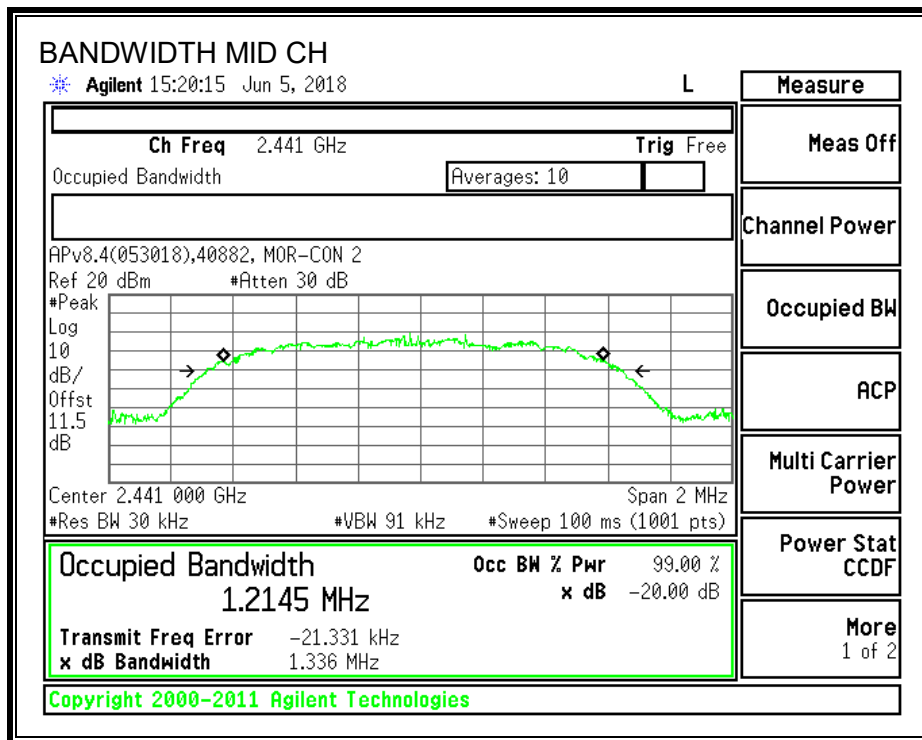 BANDWIDTH MID CH
Agilent 15:20:15 Jun 5, 2018 L
Measure
Ch Freq 2.441 GHz Trig Free
Meas Off
Occupied Bandwidth Averages: 10
Channel Power
APv8.4(053018),40882, MOR-CON 2
Ref 20 dBm #Atten 30 dB
#Peak
Log
10
dB/
Offst
11.5
dB
Occupied BW
ACP
Center 2.441 000 GHz Span 2 MHz
#Res BW 30 kHz #VBW 91 kHz #Sweep 100 ms (1001 pts)
Multi Carrier
Power
Occupied Bandwidth Occ BW % Pwr 99.00 %
1.2145 MHz x dB -20.00 dB
Transmit Freq Error -21.331 kHz
x dB Bandwidth 1.336 MHz
Power Stat
CCDF
More
1 of 2
Copyright 2000-2011 Agilent Technologies